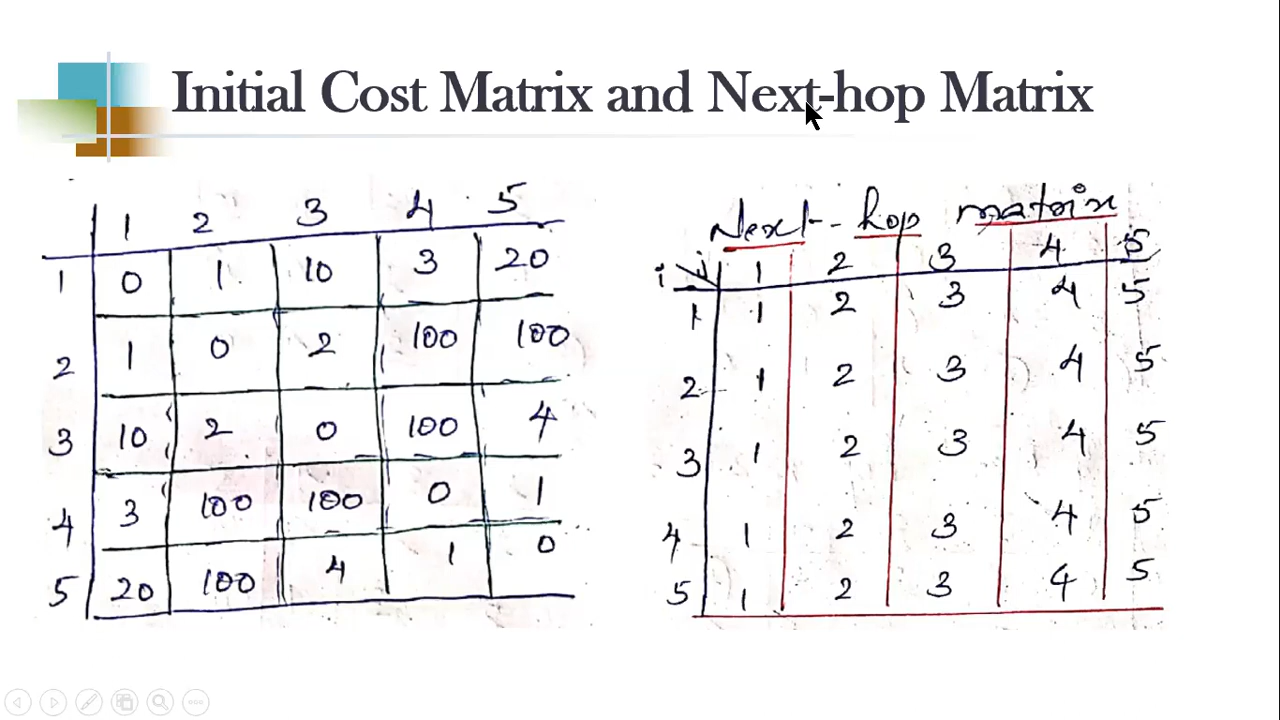 Initial Cost Matrix and Next-hop Matrix
1 2 3 4 5
1 0 1 10 3 20
2 1 0 2 100 100
3 10 2 0 100 4
4 3 100 100 0 1
5 20 100 4 1 0
Next-hop matrix
i j 1 2 3 4 5
1 1 2 3 4 5
2 1 2 3 4 5
3 1 2 3 4 5
4 1 2 3 4 5
5 1 2 3 4 5